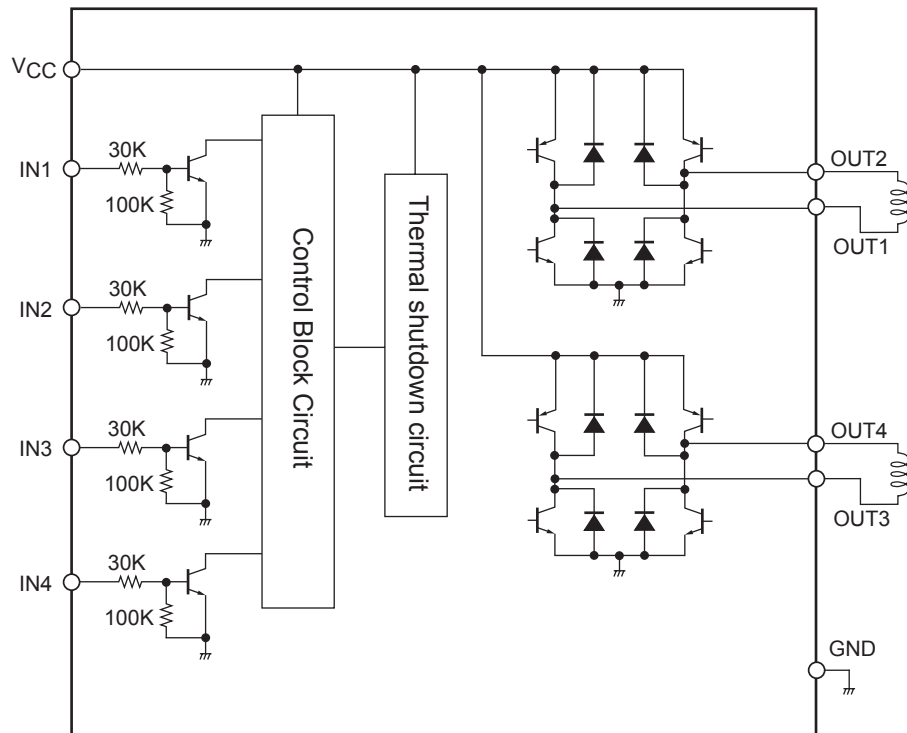 VCC
IN1
30K
100K
IN2
30K
100K
IN3
30K
100K
IN4
30K
100K
Control Block Circuit
Thermal shutdown circuit
OUT2
OUT1
OUT4
OUT3
GND